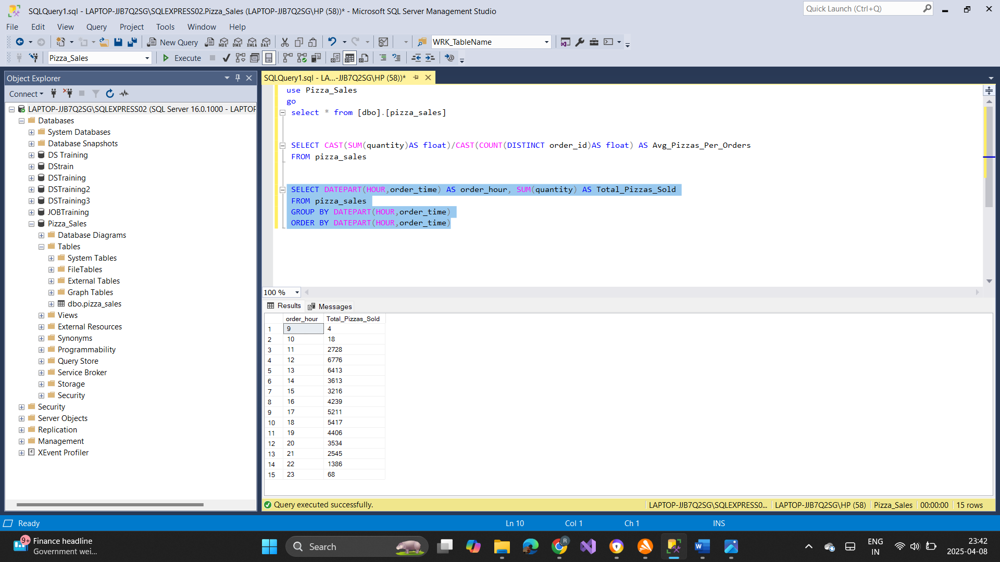 SQLQuery1.sql - LAPTOP-JJB7Q2SG\SQLEXPRESS02.Pizza_Sales (LAPTOP-JJB7Q2SG\HP (58))* - Microsoft SQL Server Management Studio
Quick Launch (Ctrl+Q)
File Edit View Query Project Tools Window Help
New Query MDX DMX XMLA DAX WRK_TableName
Pizza_Sales Execute
Object Explorer
Connect
LAPTOP-JJB7Q2SG\SQLEXPRESS02 (SQL Server 16.0.1000 - LAPTOP
Databases
System Databases
Database Snapshots
DS Training
DStrain
DSTraining
DSTraining2
DSTraining3
JOBTraining
Pizza_Sales
Database Diagrams
Tables
System Tables
FileTables
External Tables
Graph Tables
dbo.pizza_sales
Views
External Resources
Synonyms
Programmability
Query Store
Service Broker
Storage
Security
Security
Server Objects
Replication
Management
XEvent Profiler
SQLQuery1.sql - LA...-JJB7Q2SG\HP (58))*
use Pizza_Sales
go
select * from [dbo].[pizza_sales]
SELECT CAST(SUM(quantity)AS float)/CAST(COUNT(DISTINCT order_id)AS float) AS Avg_Pizzas_Per_Orders
FROM pizza_sales
SELECT DATEPART(HOUR,order_time) AS order_hour, SUM(quantity) AS Total_Pizzas_Sold
FROM pizza_sales
GROUP BY DATEPART(HOUR,order_time)
ORDER BY DATEPART(HOUR,order_time)
100 %
Results Messages
order_hour Total_Pizzas_Sold
1 9 4
2 10 18
3 11 2728
4 12 6776
5 13 6413
6 14 3613
7 15 3216
8 16 4239
9 17 5211
10 18 5417
11 19 4406
12 20 3534
13 21 2545
14 22 1386
15 23 68
Query executed successfully. LAPTOP-JJB7Q2SG\SQLEXPRESS0... LAPTOP-JJB7Q2SG\HP (58) Pizza_Sales 00:00:00 15 rows
Ready Ln 10 Col 1 Ch 1 INS
9+ Finance headline
Government wei...
Search
R
ENG
IN
23:42
2025-04-08